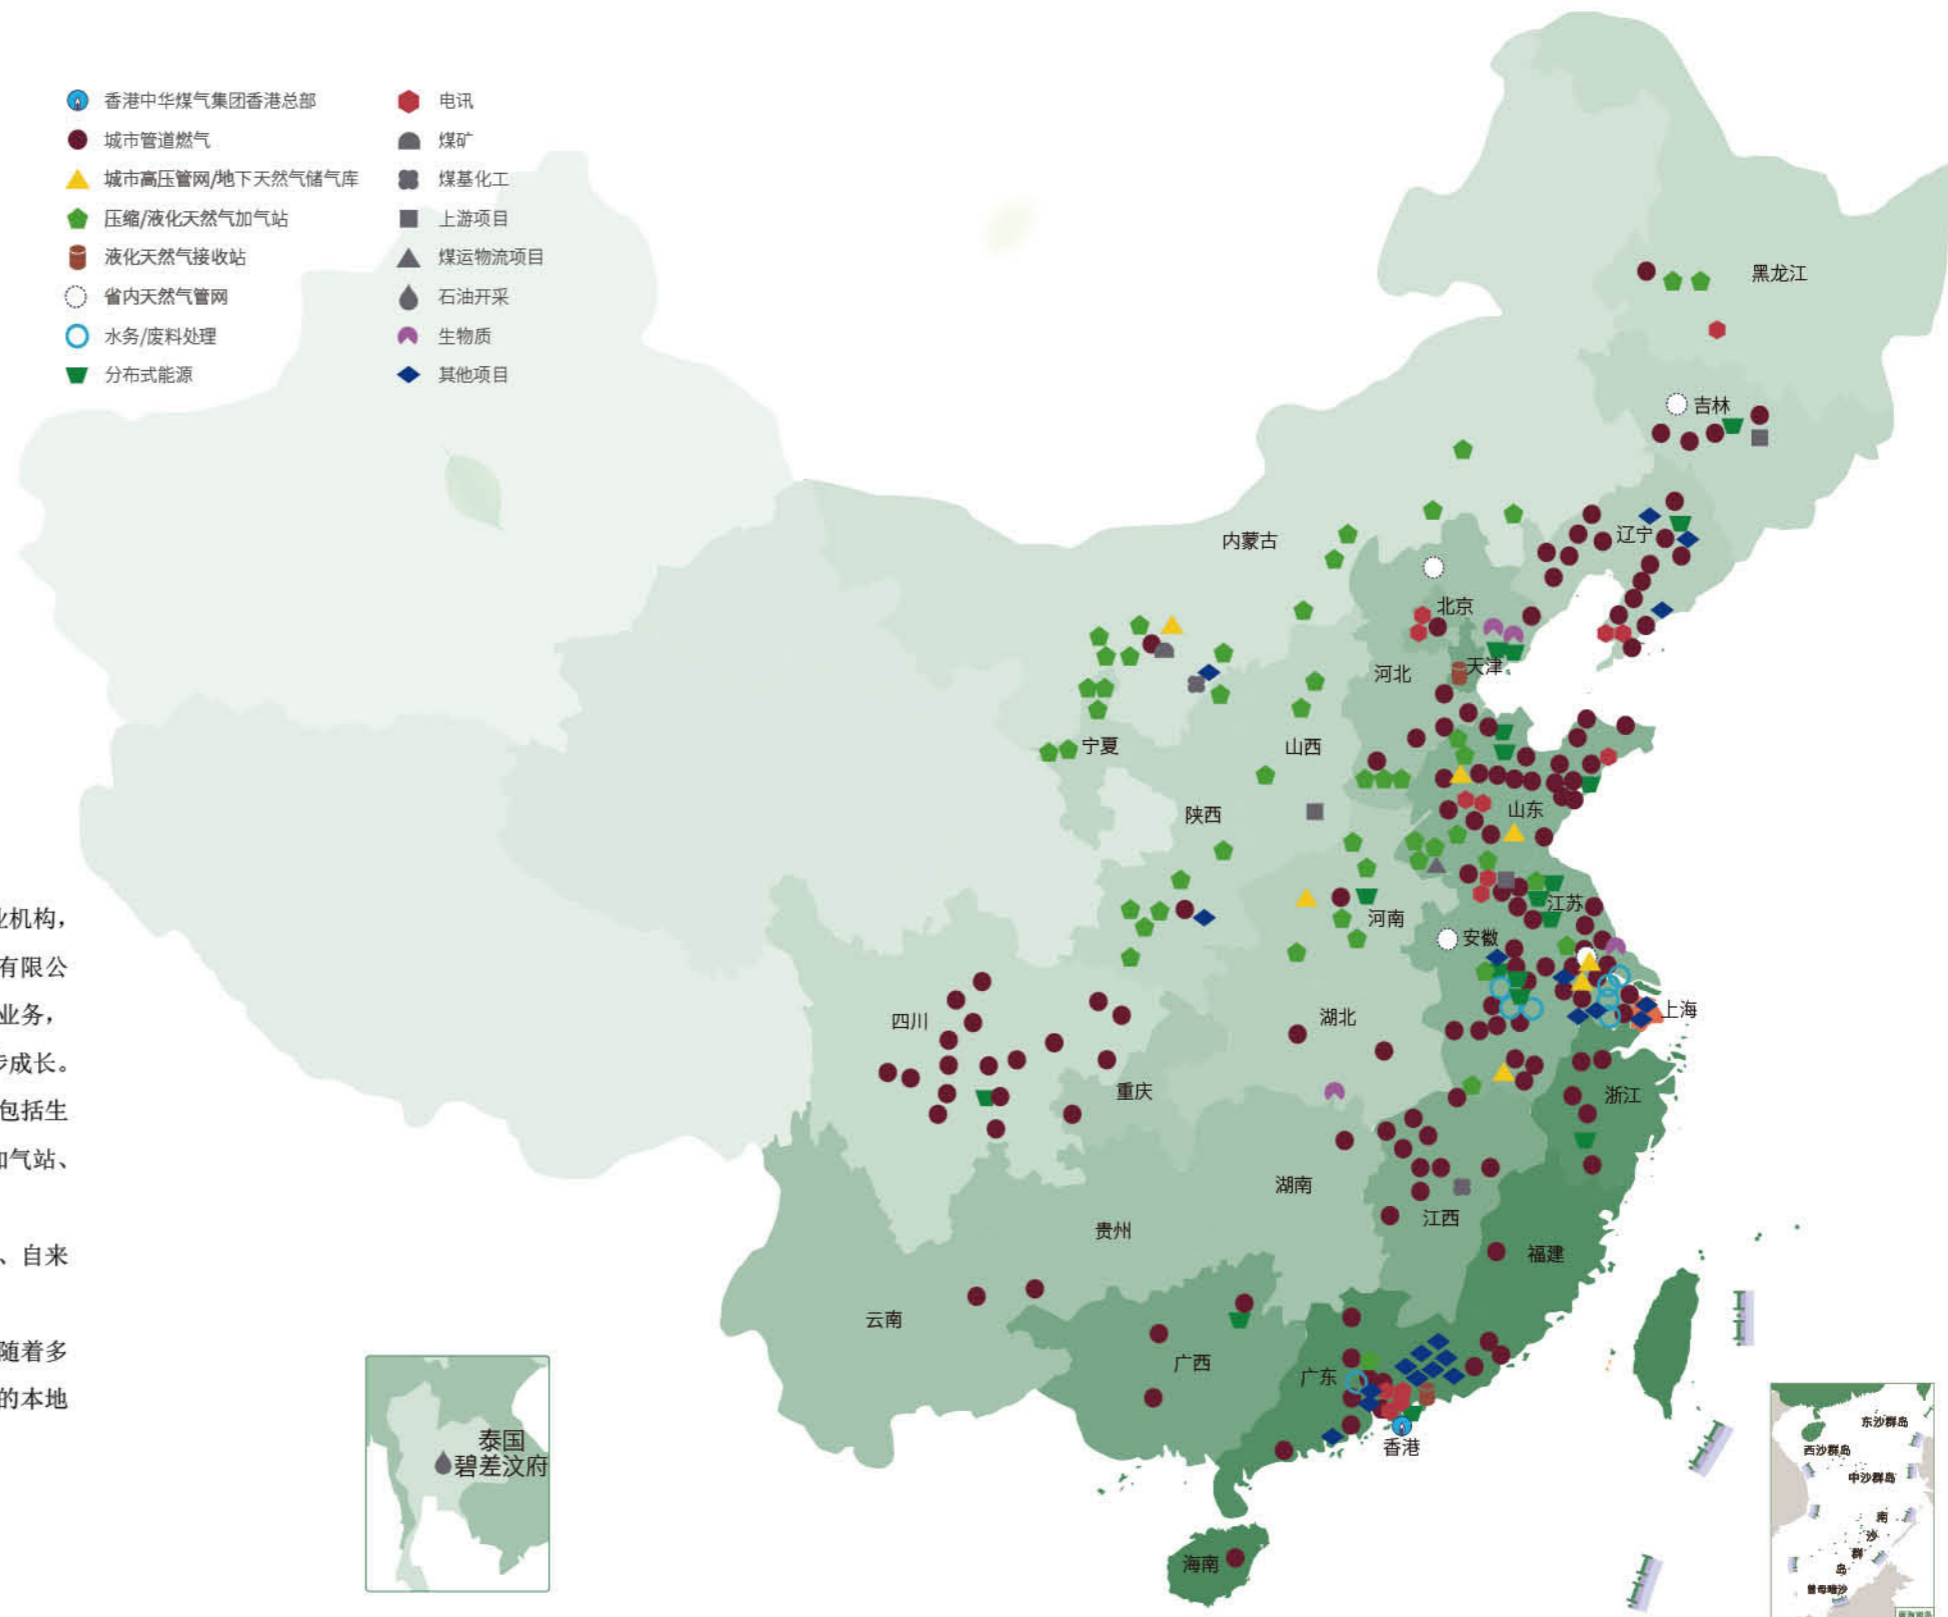 香港中华煤气集团香港总部
城市管道燃气
城市高压管网/地下天然气储气库
压缩/液化天然气加气站
液化天然气接收站
省内天然气管网
水务/废料处理
分布式能源
电讯
煤矿
煤基化工
上游项目
煤运物流项目
石油开采
生物质
其他项目
业机构，
有限公
业务，
步成长。
包括生
加气站、
、自来
随着多
的本地
黑龙江
吉林
辽宁
内蒙古
北京
天津
河北
宁夏
山西
陕西
山东
河南
江苏
安徽
上海
四川
湖北
重庆
浙江
湖南
江西
贵州
福建
云南
广西
广东
香港
海南
泰国
碧差汶府
东沙群岛
西沙群岛
中沙群岛
南
沙
群
岛
曾母暗沙